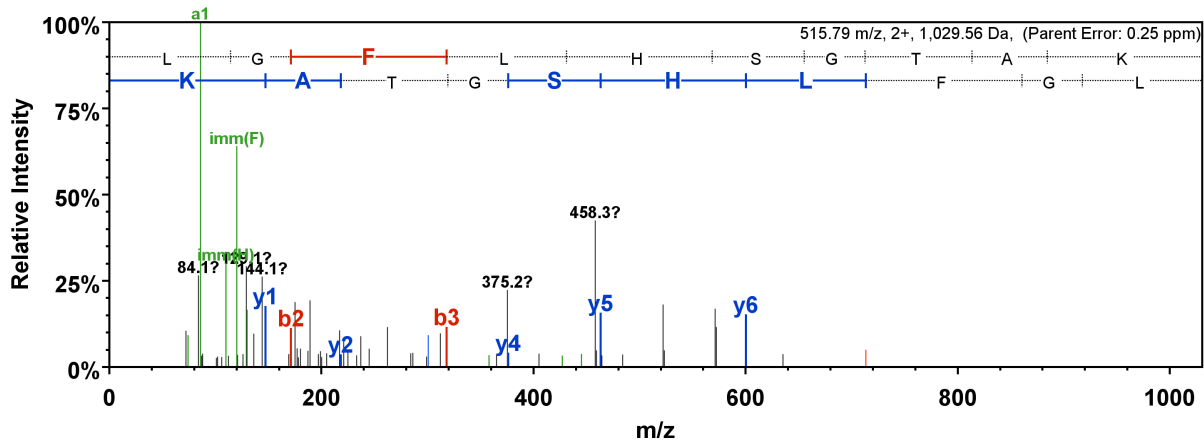 a1
100%
515.79 m/z, 2+, 1,029.56 Da, (Parent Error: 0.25 ppm)
L G F L H S G T A K
K A T G S H L F G L
75%
imm(F)
Relative Intensity
50%
458.3?
imm(H)
129.1?
84.1?
144.1?
25%
375.2?
y1
b2
y2
b3
y4
y5
y6
0%
0 200 400 600 800 1000
m/z